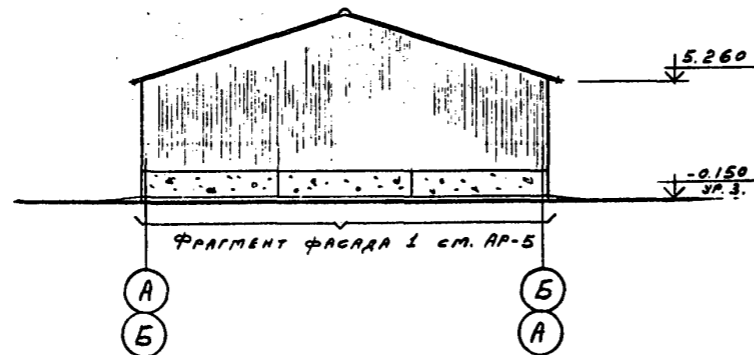 5.260
-0.150
УР. З.
ФРАГМЕНТ ФАСАДА 1 СМ. АР-5
А Б
Б А